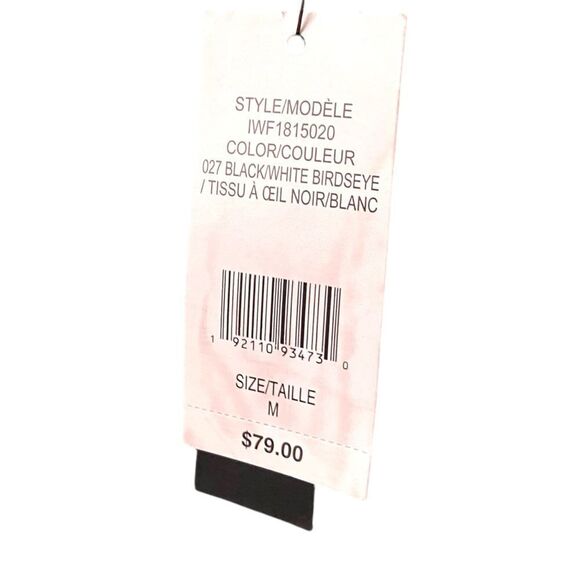 STYLE/MODÈLE
IWF1815020
COLOR/COULEUR
027 BLACK/WHITE BIRDSEYE
/ TISSU À ŒIL NOIR/BLANC
1 92110 93473 0
SIZE/TAILLE
M
$79.00